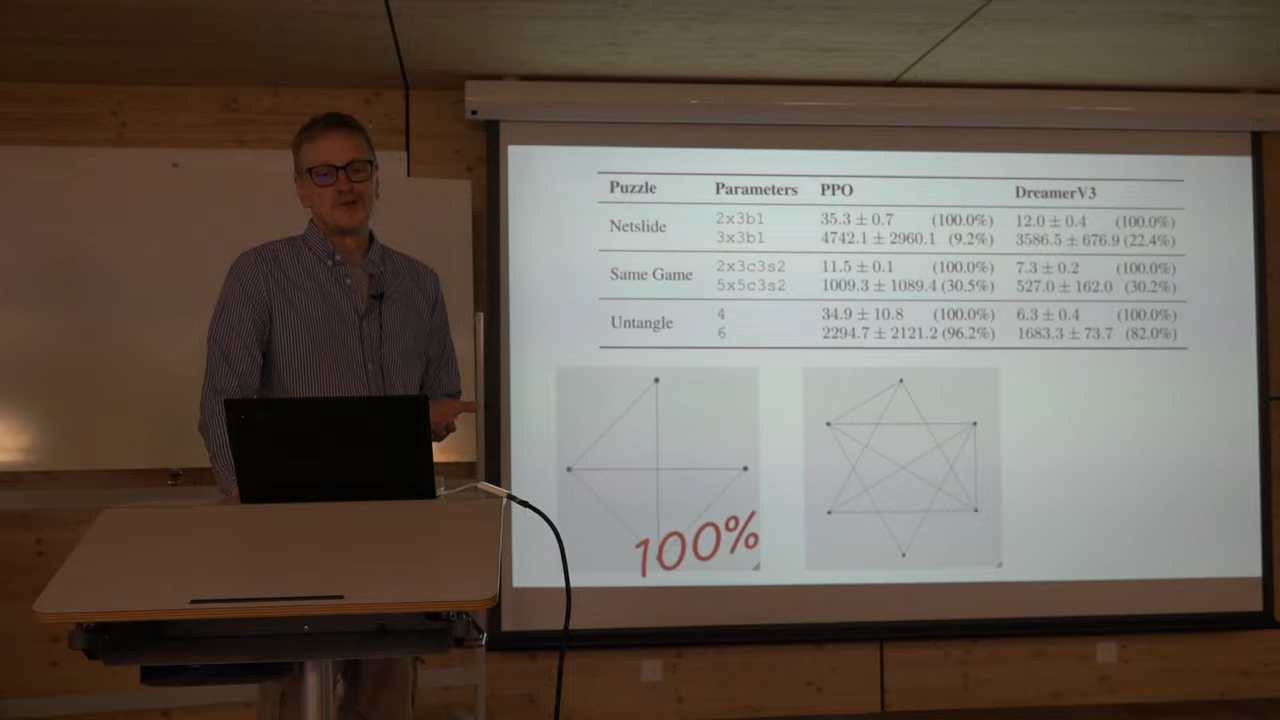 Puzzle Parameters PPO DreamerV3
Netslide 2x3b1 35.3 ± 0.7 (100.0%) 12.0 ± 0.4 (100.0%)
3x3b1 4742.1 ± 2960.1 (9.2%) 3586.5 ± 676.9 (22.4%)
Same Game 2x3c3s2 11.5 ± 0.1 (100.0%) 7.3 ± 0.2 (100.0%)
5x5c3s2 1009.3 ± 1089.4 (30.5%) 527.0 ± 162.0 (30.2%)
Untangle 4 34.9 ± 10.8 (100.0%) 6.3 ± 0.4 (100.0%)
6 2294.7 ± 2121.2 (96.2%) 1683.3 ± 73.7 (82.0%)
100%